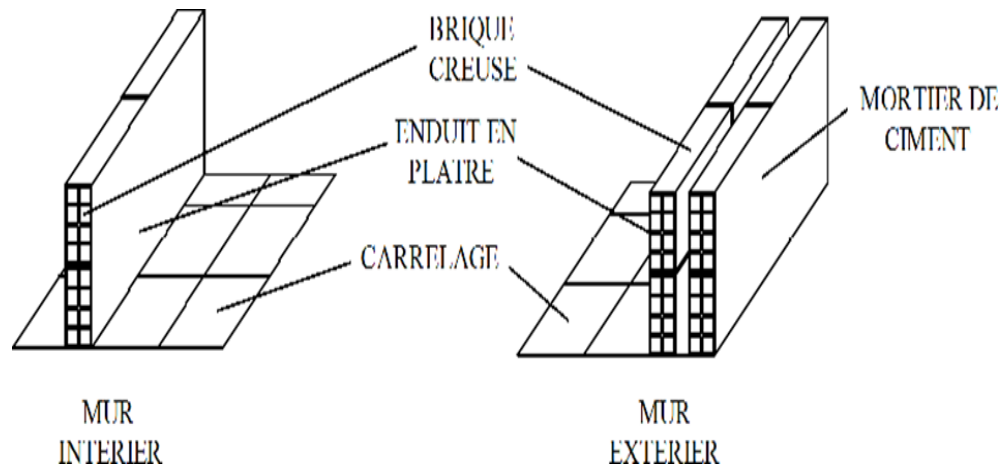 BRIQUE
CREUSE
MORTIER DE
CIMENT
ENDUIT EN
PLATRE
CARRELAGE
MUR
INTERIER
MUR
EXTERIER